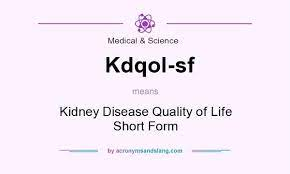 Medical & Science
Kdqol-sf
means
Kidney Disease Quality of Life
Short Form
by acronymsandslang.com